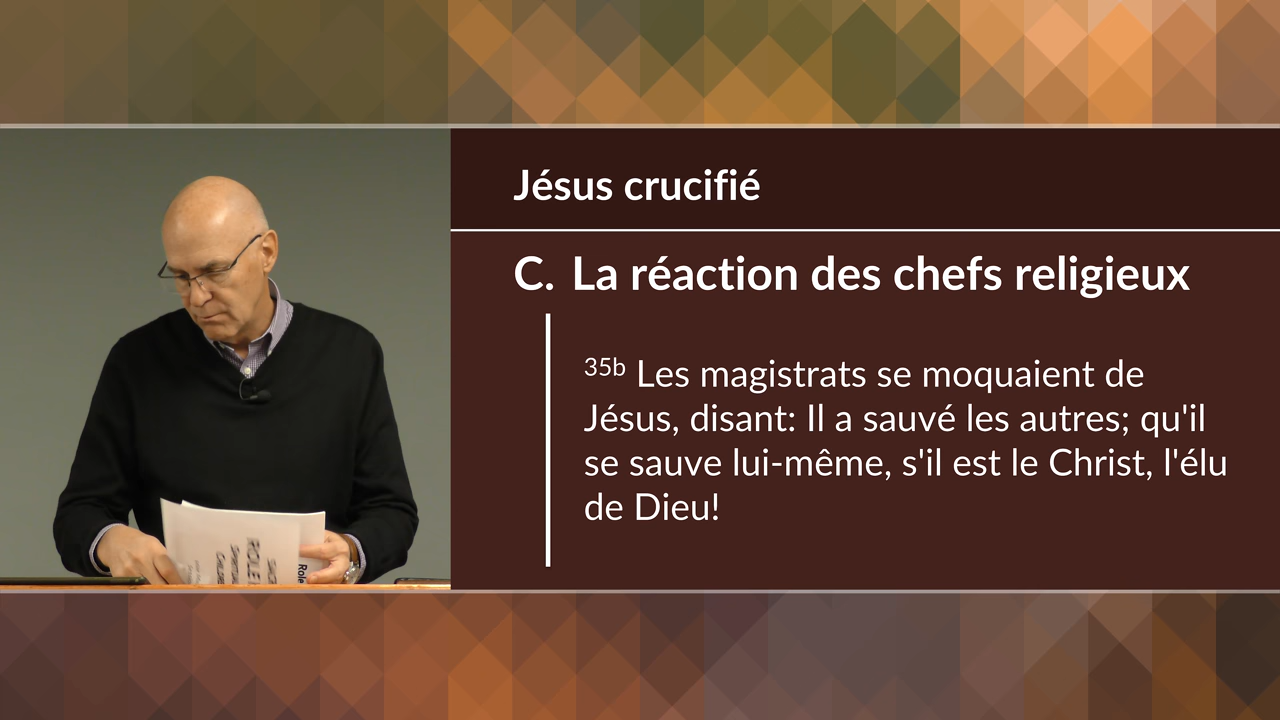 Jésus crucifié
C. La réaction des chefs religieux
35b Les magistrats se moquaient de
Jésus, disant: Il a sauvé les autres; qu'il
se sauve lui-même, s'il est le Christ, l'élu
de Dieu!
Role